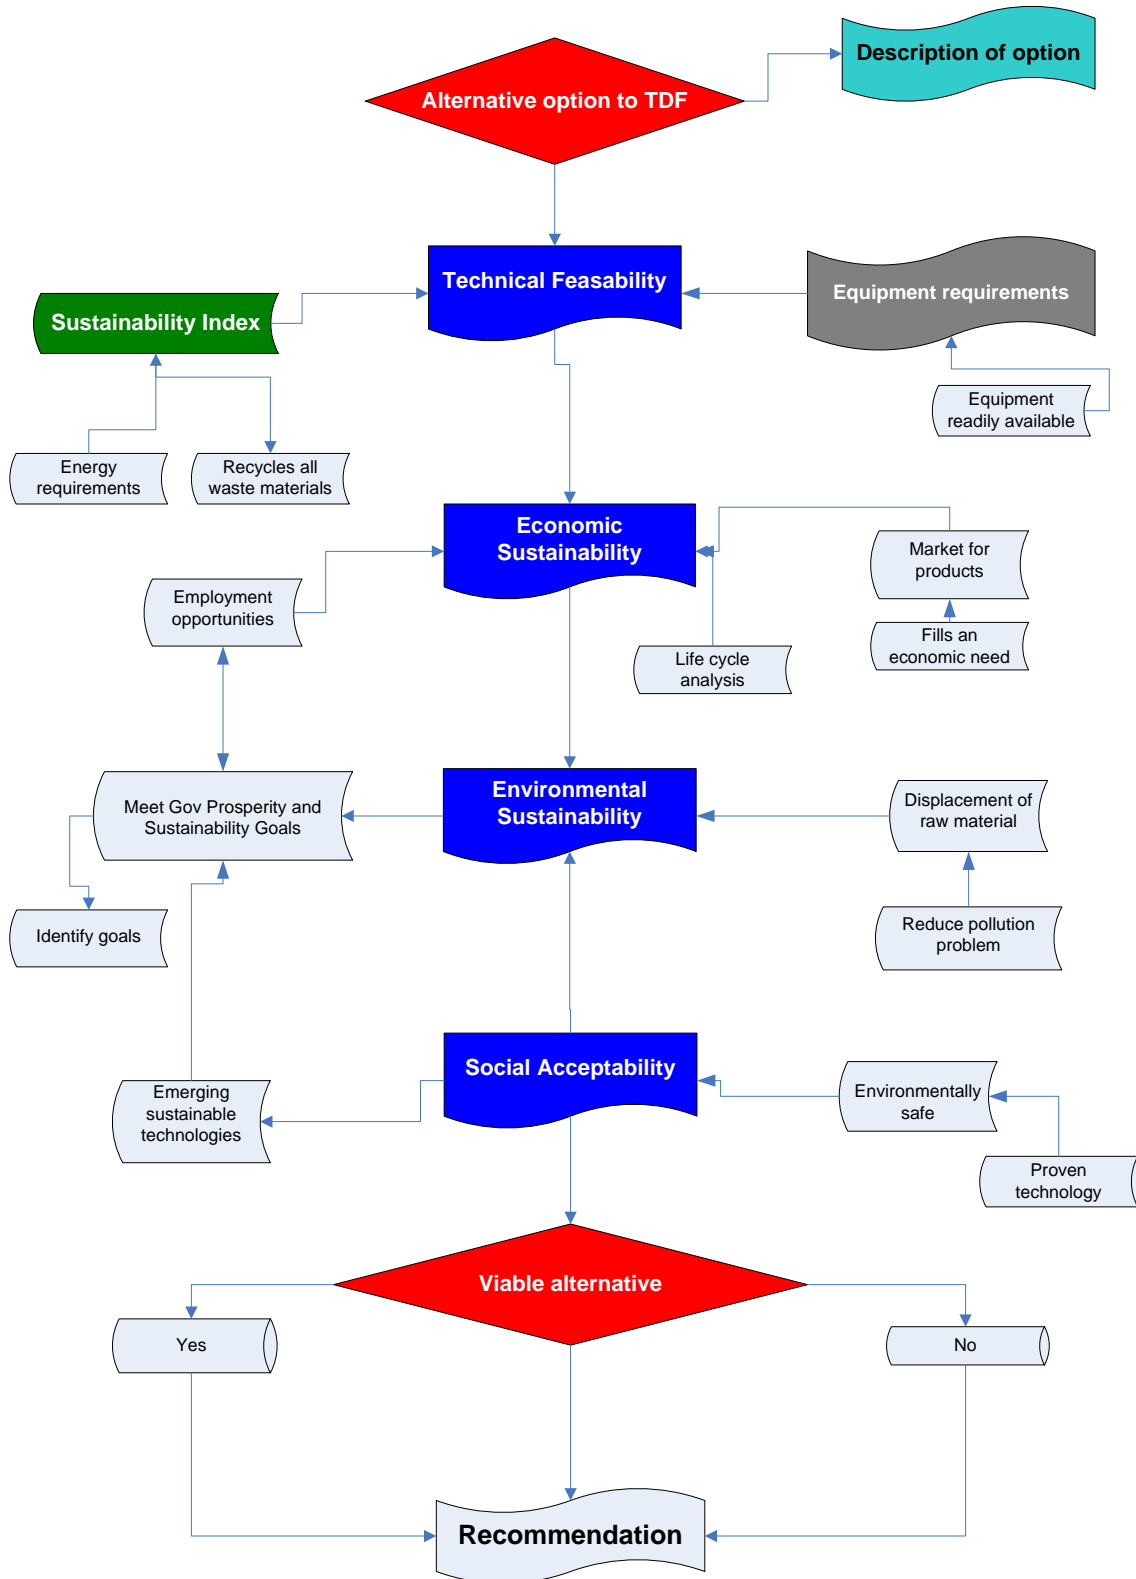 Description of option
Alternative option to TDF
Technical Feasability
Equipment requirements
Sustainability Index
Equipment
readily available
Energy
requirements
Recycles all
waste materials
Economic
Sustainability
Market for
products
Employment
opportunities
Fills an
economic need
Life cycle
analysis
Environmental
Sustainability
Meet Gov Prosperity and
Sustainability Goals
Displacement of
raw material
Identify goals
Reduce pollution
problem
Social Acceptability
Emerging
sustainable
technologies
Environmentally
safe
Proven
technology
Viable alternative
Yes
No
Recommendation